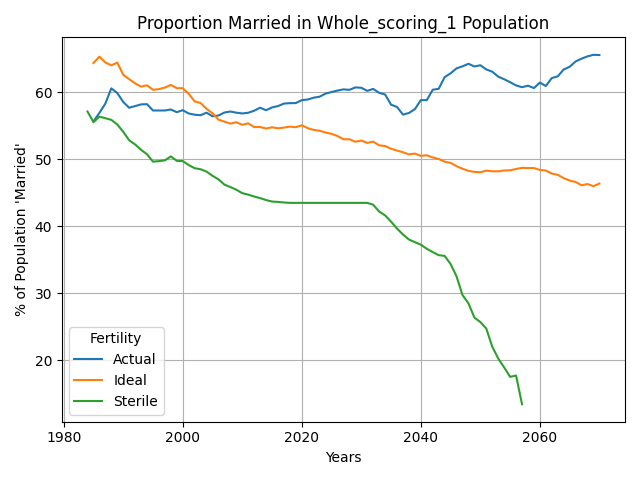 Proportion Married in Whole_scoring_1 Population
% of Population 'Married'
60
50
40
30
20
Fertility
Actual
Ideal
Sterile
1980
2000
2020
2040
2060
Years